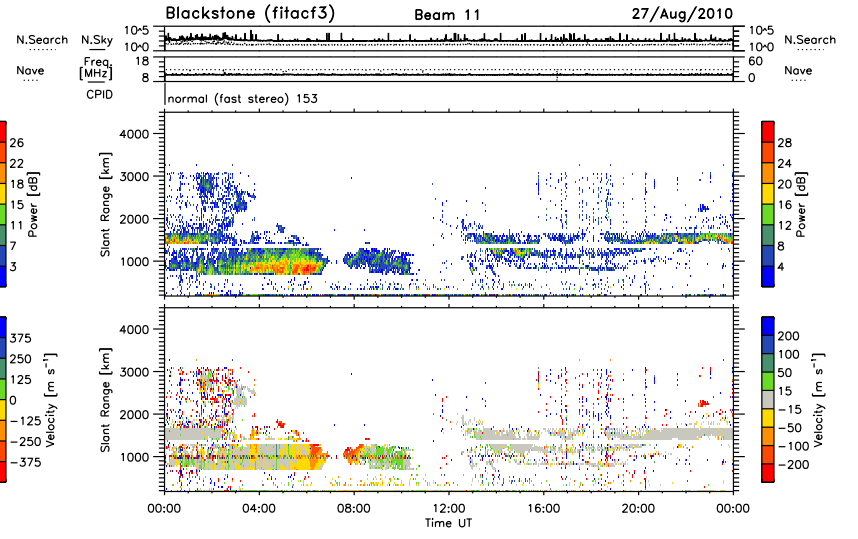 Blackstone (fitacf3) Beam 11 27/Aug/2010
N.Search N.Sky 10^5 10^0 10^5 10^0 N.Search
Nave Freq. [MHz] 18 8 60 0 Nave
CPID normal (fast stereo) 153
26 22 18 15 11 7 3 Power [dB]
4000 3000 2000 1000 Slant Range [km]
28 24 20 16 12 8 4 Power [dB]
375 250 125 0 −125 −250 −375 Velocity [m s⁻¹]
4000 3000 2000 1000 Slant Range [km]
200 100 50 15 −15 −50 −100 −200 Velocity [m s⁻¹]
00:00 04:00 08:00 12:00 16:00 20:00 00:00
Time UT